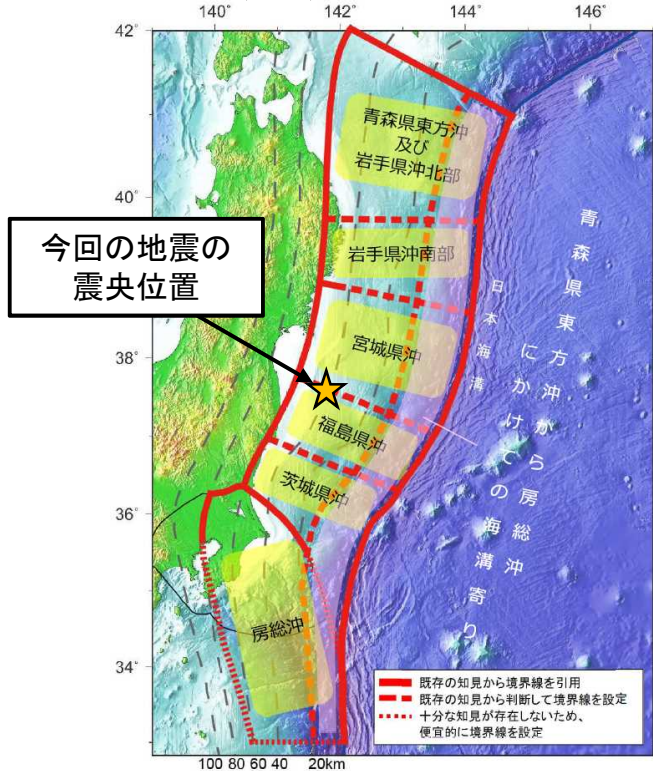 140°
142°
144°
146°
42°
40°
38°
36°
34°
青森県東方沖
及び
岩手県沖北部
岩手県沖南部
今回の地震の
震央位置
宮城県沖
日本海溝
福島県沖
茨城県沖
房総沖
青森県東方沖から房総沖
にかけての海溝寄り
既存の知見から境界線を引用
既存の知見から判断して境界線を設定
十分な知見が存在しないため、
便宜的に境界線を設定
100 80 60 40 20km